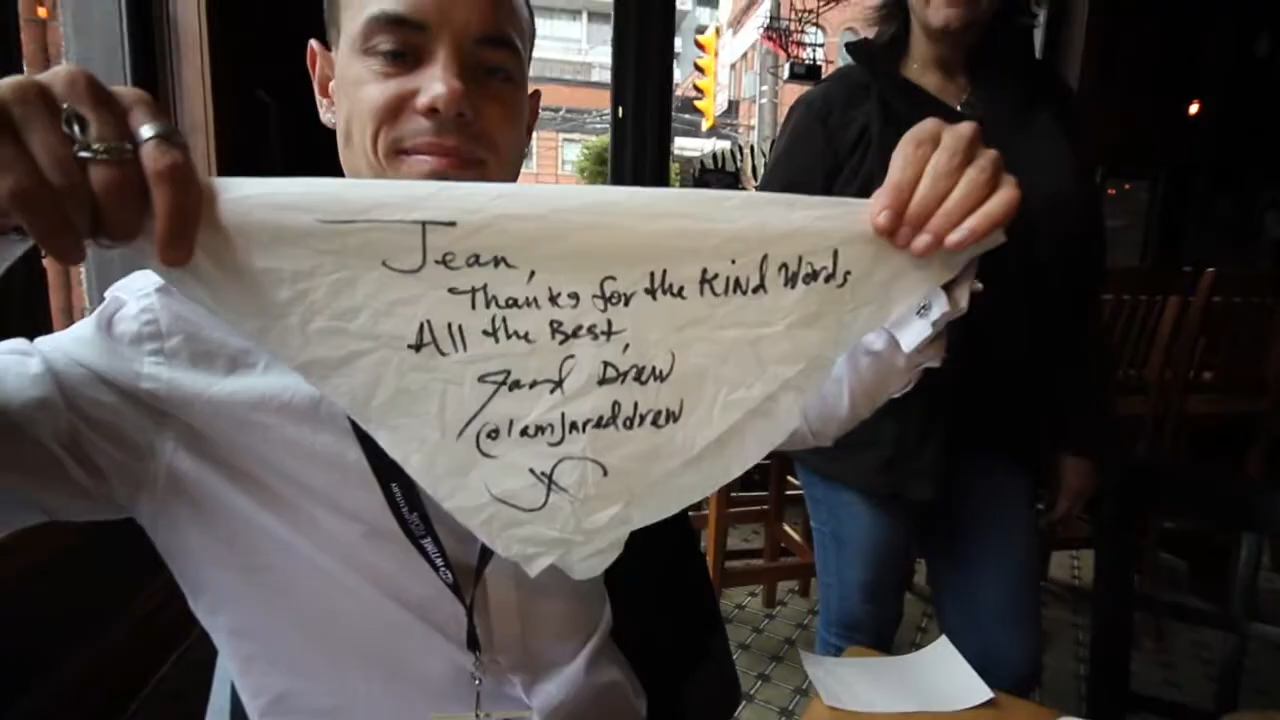 Jean,
Thanks for the Kind Words
All the Best,
Jared Drew
@IamJareddrew